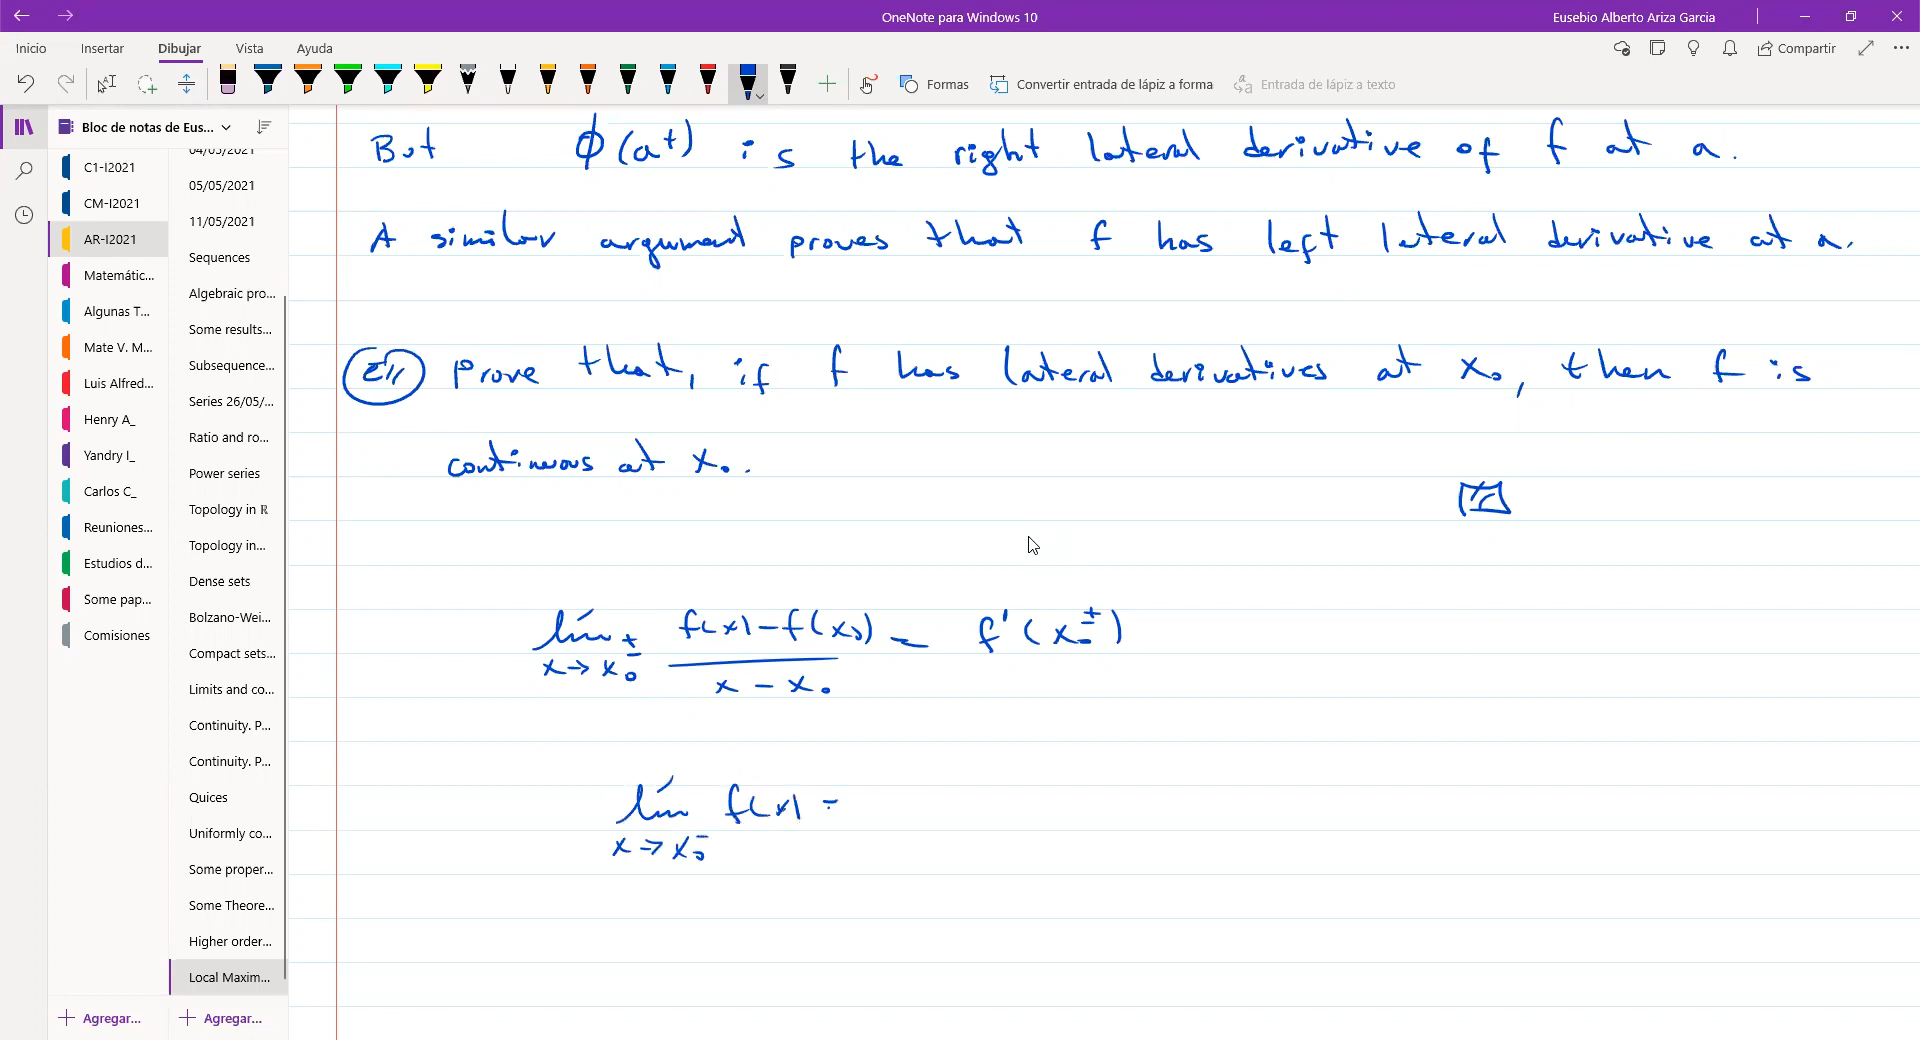 OneNote para Windows 10
Eusebio Alberto Ariza Garcia
Inicio
Insertar
Dibujar
Vista
Ayuda
Compartir
Formas
Convertir entrada de lápiz a forma
Entrada de lápiz a texto
Bloc de notas de Eus...
C1-I2021
CM-I2021
AR-I2021
Matemátic...
Algunas T...
Mate V. M...
Luis Alfred...
Henry A_
Yandry I_
Carlos C_
Reuniones...
Estudios d...
Some pap...
Comisiones
Agregar...
04/05/2021
05/05/2021
11/05/2021
Sequences
Algebraic pro...
Some results...
Subsequence...
Series 26/05/...
Ratio and ro...
Power series
Topology in ℝ
Topology in...
Dense sets
Bolzano-Wei...
Compact sets...
Limits and co...
Continuity. P...
Continuity. P...
Quices
Uniformly co...
Some proper...
Some Theore...
Higher order...
Local Maxim...
Agregar...
But ϕ(a⁺) is the right lateral derivative of f at a.
A similar argument proves that f has left lateral derivative at a.
Prove that, if f has lateral derivatives at x₀, then f is
continuous at x₀.
lím x→x₀± f(x)-f(x₀) / x-x₀ = f'(x₀±)
lím x→x₀⁻ f(x) =